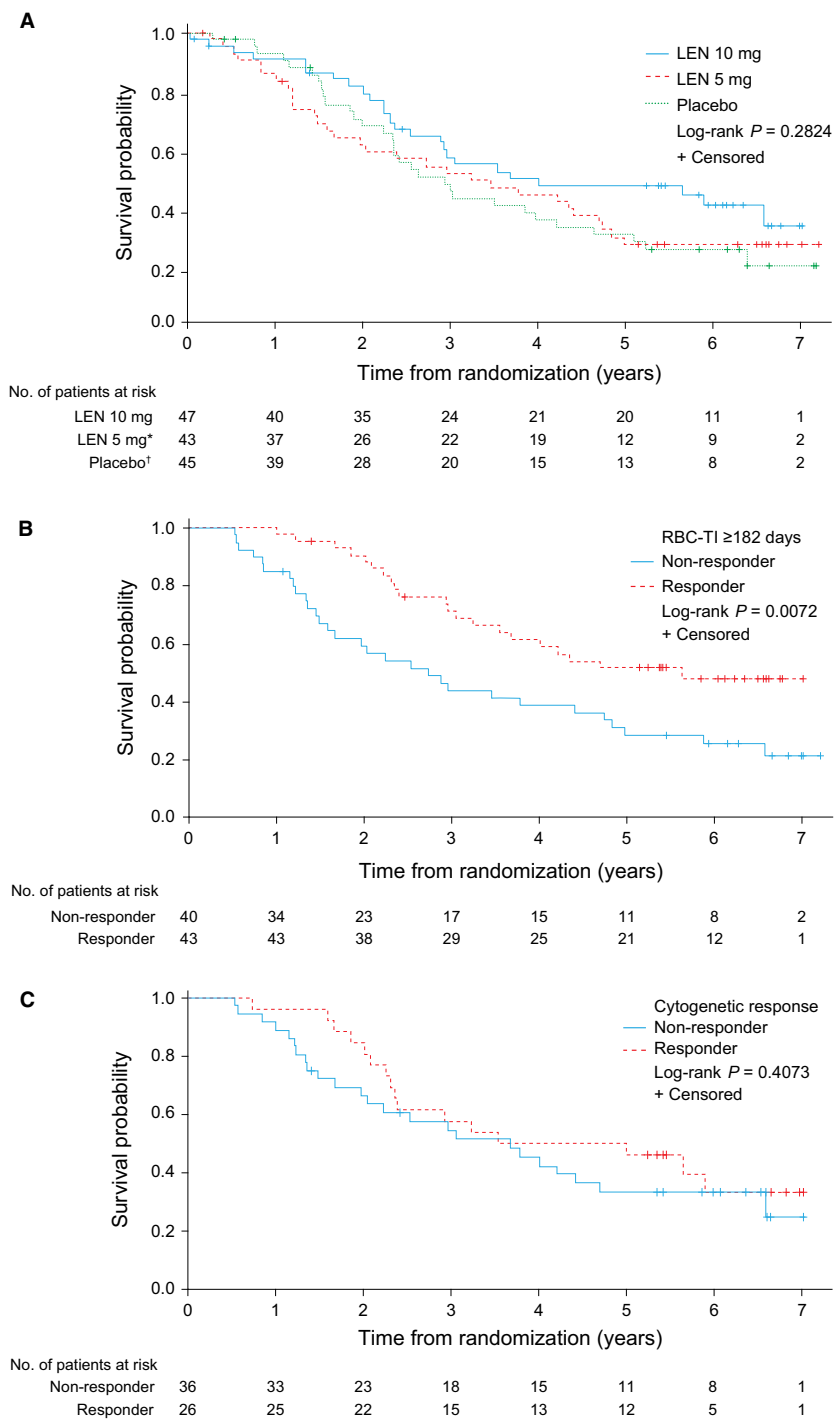 A
Survival probability
1.0
0.8
0.6
0.4
0.2
0.0
LEN 10 mg
LEN 5 mg
Placebo
Log-rank P = 0.2824
+ Censored
0 1 2 3 4 5 6 7
Time from randomization (years)
No. of patients at risk
LEN 10 mg 47 40 35 24 21 20 11 1
LEN 5 mg* 43 37 26 22 19 12 9 2
Placebo† 45 39 28 20 15 13 8 2
B
Survival probability
1.0
0.8
0.6
0.4
0.2
0.0
RBC-TI ≥182 days
Non-responder
Responder
Log-rank P = 0.0072
+ Censored
0 1 2 3 4 5 6 7
Time from randomization (years)
No. of patients at risk
Non-responder 40 34 23 17 15 11 8 2
Responder 43 43 38 29 25 21 12 1
C
Survival probability
1.0
0.8
0.6
0.4
0.2
0.0
Cytogenetic response
Non-responder
Responder
Log-rank P = 0.4073
+ Censored
0 1 2 3 4 5 6 7
Time from randomization (years)
No. of patients at risk
Non-responder 36 33 23 18 15 11 8 1
Responder 26 25 22 15 13 12 5 1